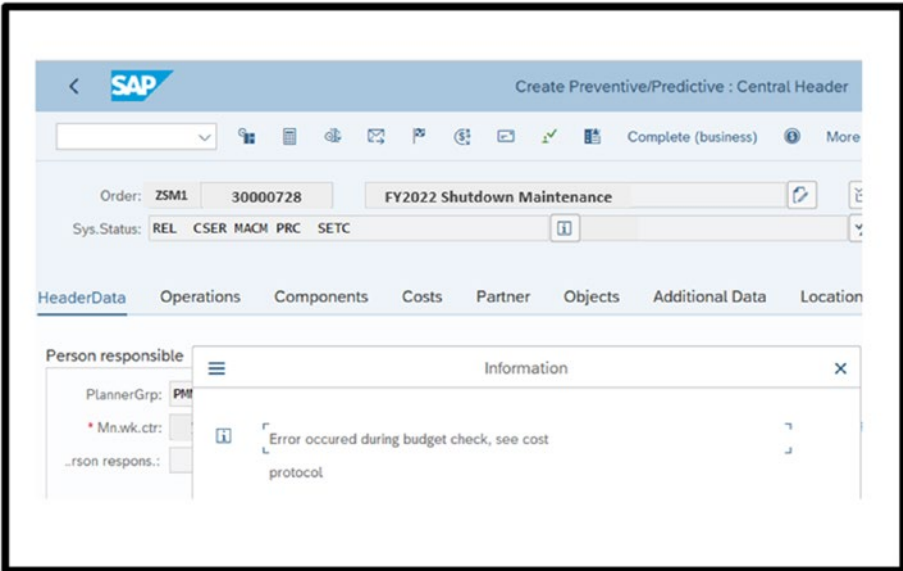 SAP
Create Preventive/Predictive : Central Header
Complete (business) More
Order: ZSM1 30000728 FY2022 Shutdown Maintenance
Sys.Status: REL CSER MACM PRC SETC
HeaderData Operations Components Costs Partner Objects Additional Data Location
Person responsible
Information
PlannerGrp:
* Mn.wk.ctr:
..rson respons.:
Error occured during budget check, see cost
protocol